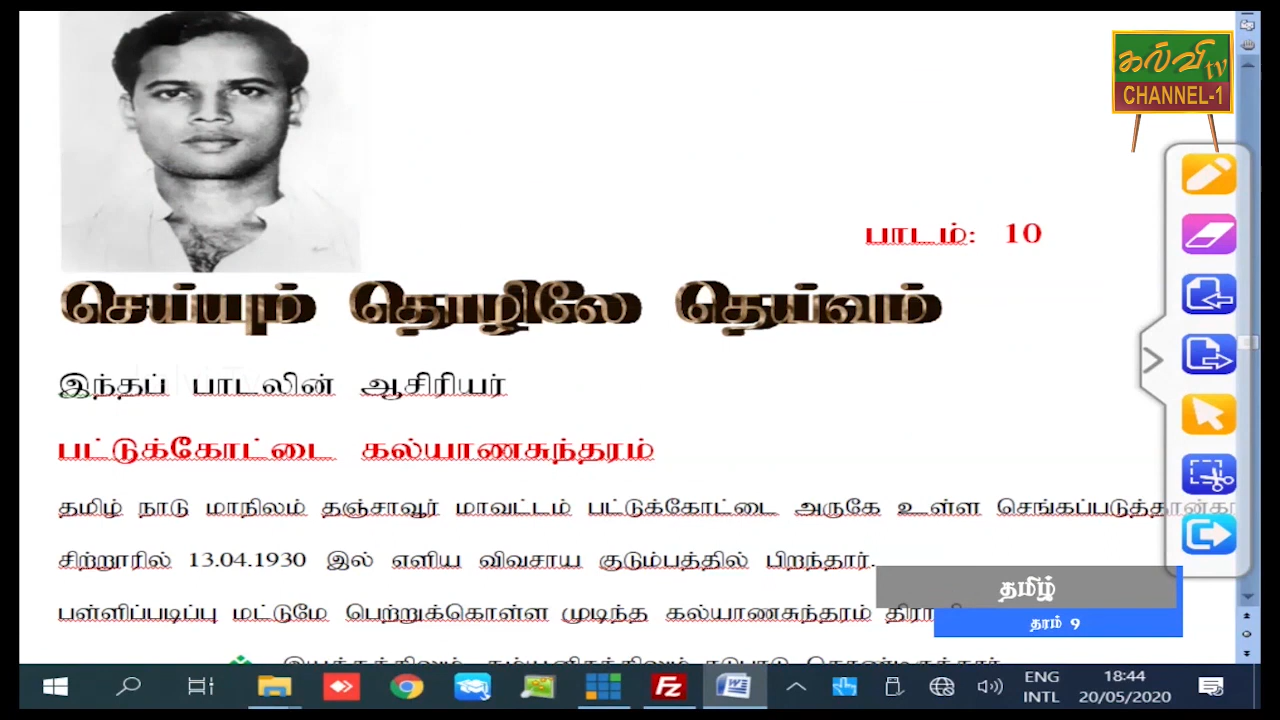 கல்வி tv
CHANNEL-1
பாடம்: 10
செய்யும் தொழிலே தெய்வம்
இந்தப் பாடலின் ஆசிரியர்
பட்டுக்கோட்டை கல்யாணசுந்தரம்
தமிழ் நாடு மாநிலம் தஞ்சாவூர் மாவட்டம் பட்டுக்கோட்டை அருகே உள்ள
சிற்றூரில் 13.04.1930 இல் எளிய விவசாய குடும்பத்தில் பிறந்தார்.
பள்ளிப்படிப்பு மட்டுமே பெற்றுக்கொள்ள முடிந்த கல்யாணசுந்தரம்
தமிழ்
தரம் 9
ENG
INTL
18:44
20/05/2020